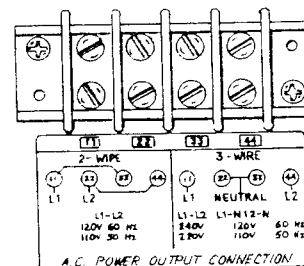 11 22 33 44
2-WIRE 3-WIRE
11 22 33 44 11 22 33 44
L1 L2 L1 NEUTRAL L2
L1-L2 L1-L2 L1-N L2-N
120V 60 HZ 240V 120V 60 HZ
110V 50 HZ 220V 110V 50 HZ
A.C. POWER OUTPUT CONNECTION